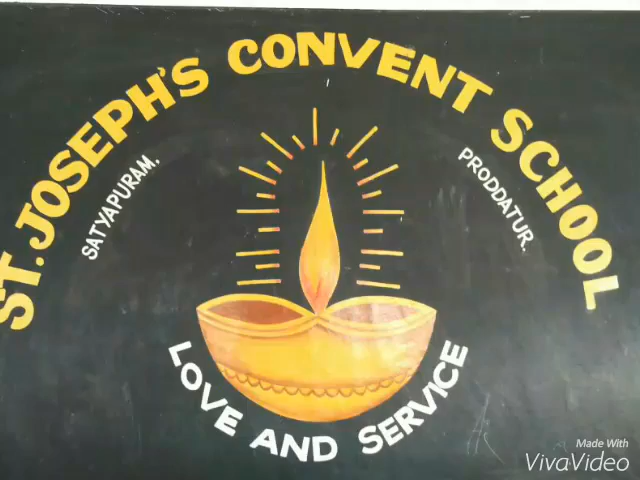 ST.JOSEPH'S CONVENT SCHOOL
SATYAPURAM.
PRODDATUR.
LOVE AND SERVICE
Made With
VivaVideo